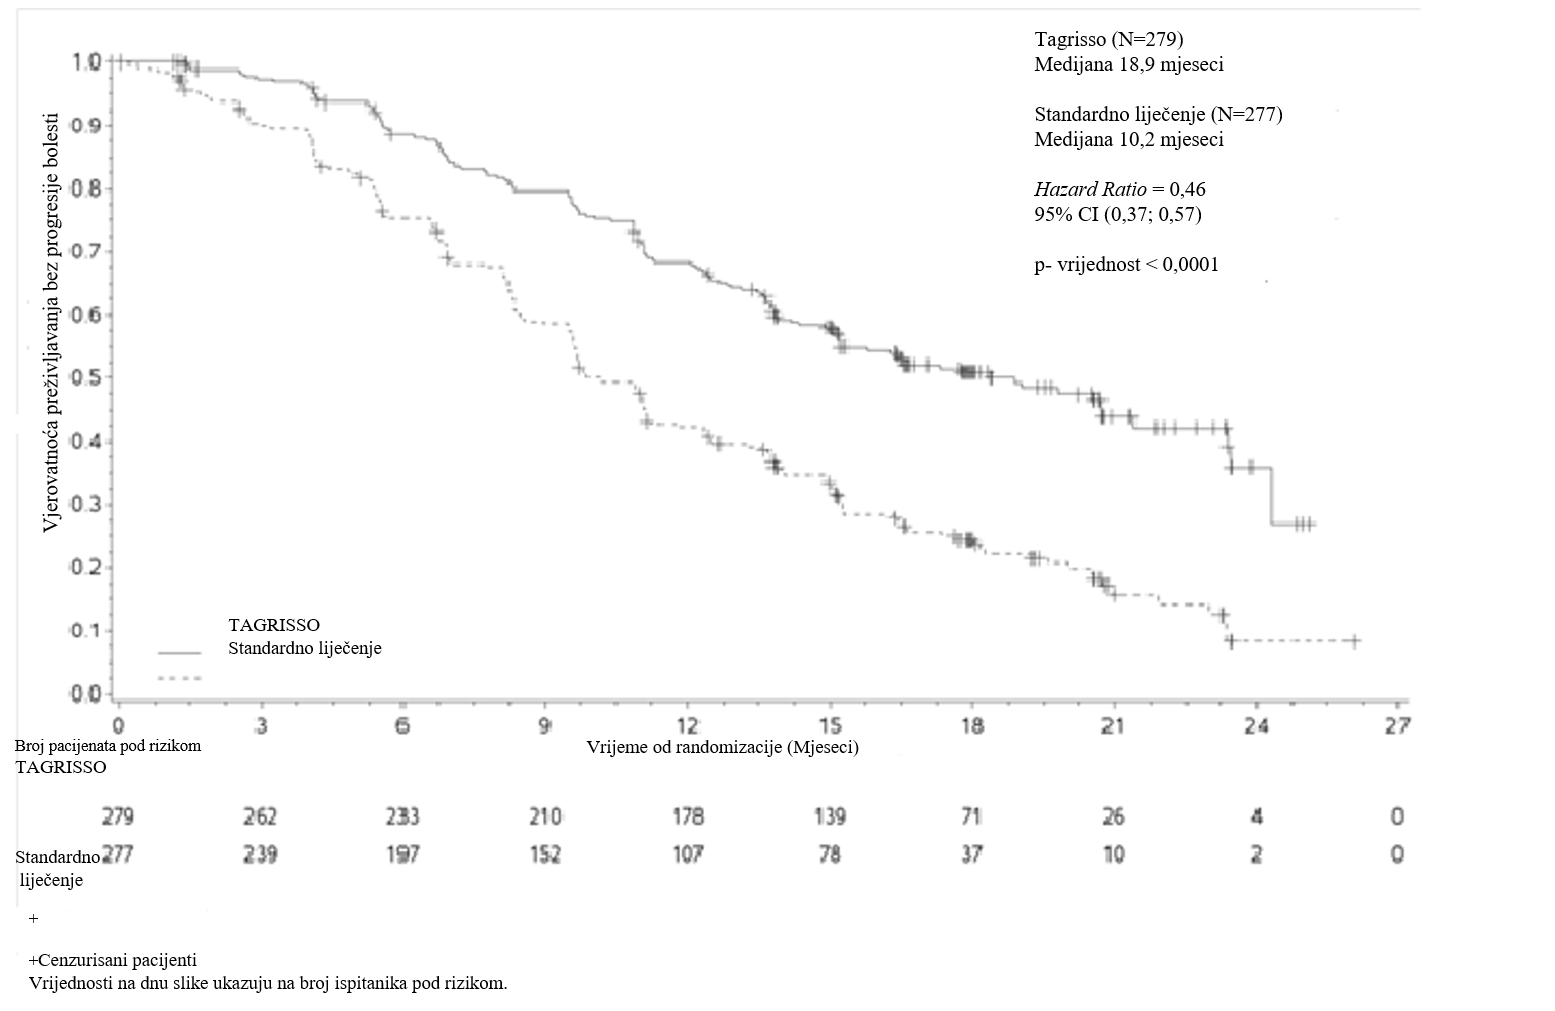 Tagrisso (N=279)
Medijana 18,9 mjeseci
Standardno liječenje (N=277)
Medijana 10,2 mjeseci
Hazard Ratio = 0,46
95% CI (0,37; 0,57)
p- vrijednost < 0,0001
Vjerovatnoća preživljavanja bez progresije bolesti
1.0
0.9
0.8
0.7
0.6
0.5
0.4
0.3
0.2
0.1
0.0
TAGRISSO
Standardno liječenje
0 3 6 9 12 15 18 21 24 27
Broj pacijenata pod rizikom
Vrijeme od randomizacije (Mjeseci)
TAGRISSO
279 262 233 210 178 139 71 26 4 0
Standardno 277 239 197 152 107 78 37 10 2 0
liječenje
+
+Cenzurisani pacijenti
Vrijednosti na dnu slike ukazuju na broj ispitanika pod rizikom.